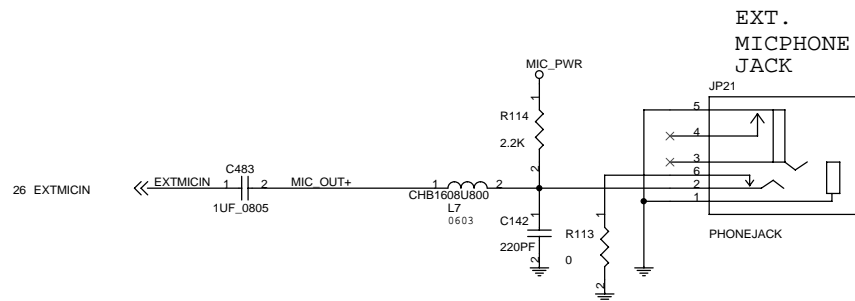 EXT.
MICPHONE
JACK
MIC_PWR
JP21
1
R114
5
2.2K
4
C483
2
3
26 EXTMICIN
EXTMICIN
1
2
MIC_OUT+
1
2
6
2
CHB1608U800
1
1UF_0805
L7
1
1
0603
C142
R113
PHONEJACK
220PF
2
0
2